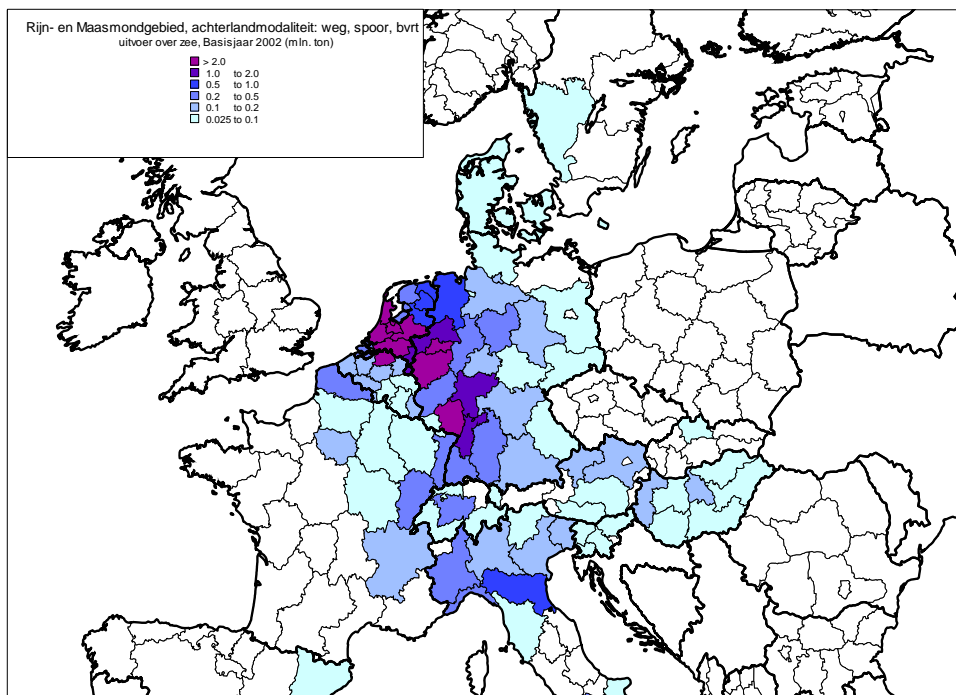 Rijn- en Maasmondgebied, achterlandmodaliteit: weg, spoor, bvrt
uitvoer over zee, Basisjaar 2002 (mln. ton)
> 2.0
1.0 to 2.0
0.5 to 1.0
0.2 to 0.5
0.1 to 0.2
0.025 to 0.1